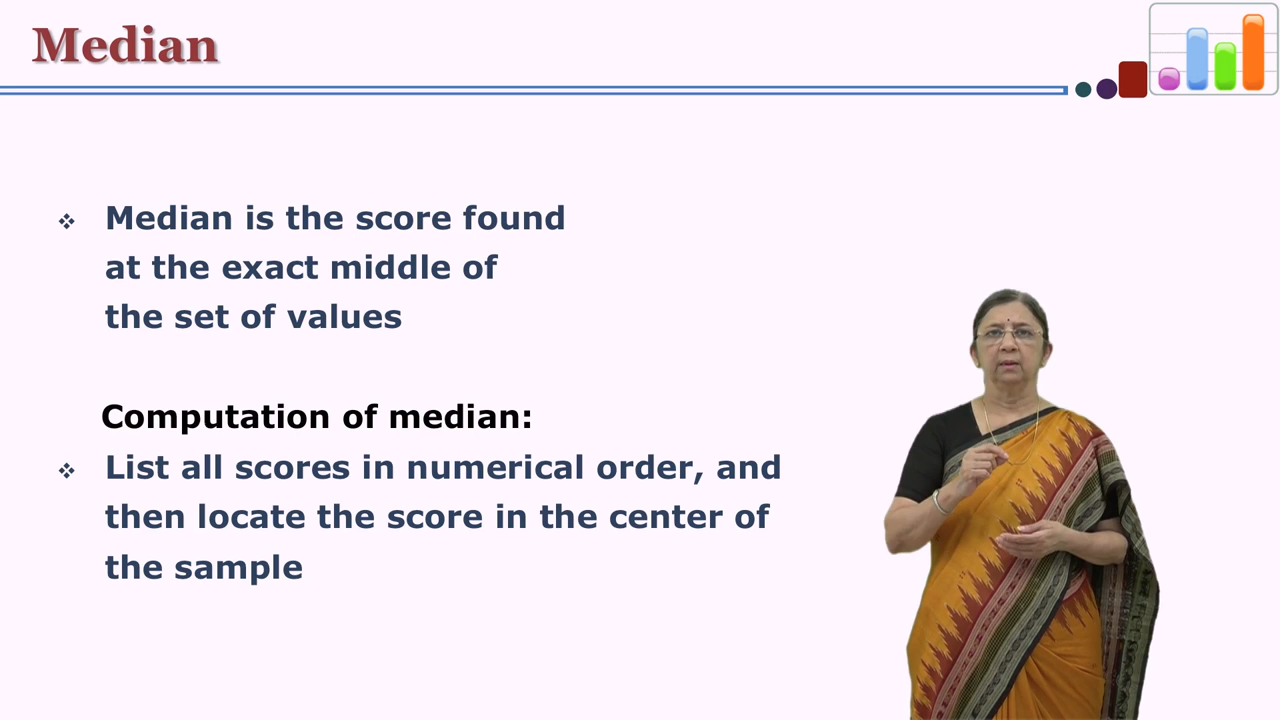 Median
Median is the score found
at the exact middle of
the set of values
Computation of median:
List all scores in numerical order, and
then locate the score in the center of
the sample